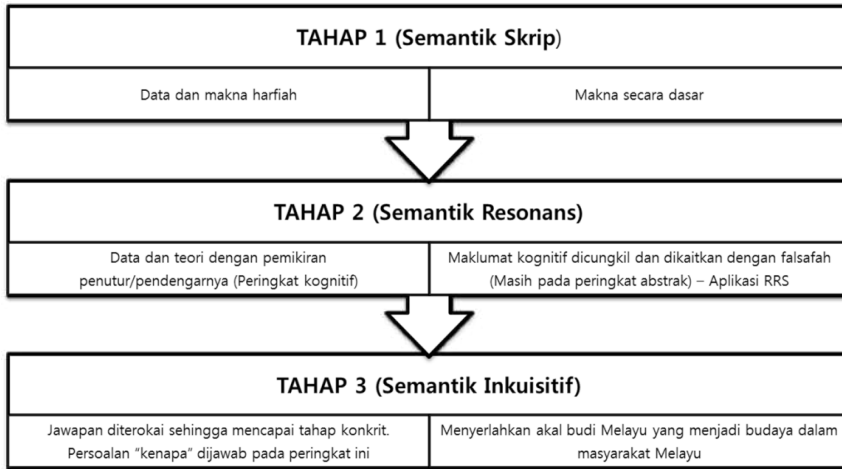 TAHAP 1 (Semantik Skrip)
Data dan makna harfiah
Makna secara dasar
TAHAP 2 (Semantik Resonans)
Data dan teori dengan pemikiran
penutur/pendengarnya (Peringkat kognitif)
Maklumat kognitif dicungkil dan dikaitkan dengan falsafah
(Masih pada peringkat abstrak) – Aplikasi RRS
TAHAP 3 (Semantik Inkuisitif)
Jawapan diterokai sehingga mencapai tahap konkrit.
Persoalan “kenapa” dijawab pada peringkat ini
Menyerlahkan akal budi Melayu yang menjadi budaya dalam
masyarakat Melayu